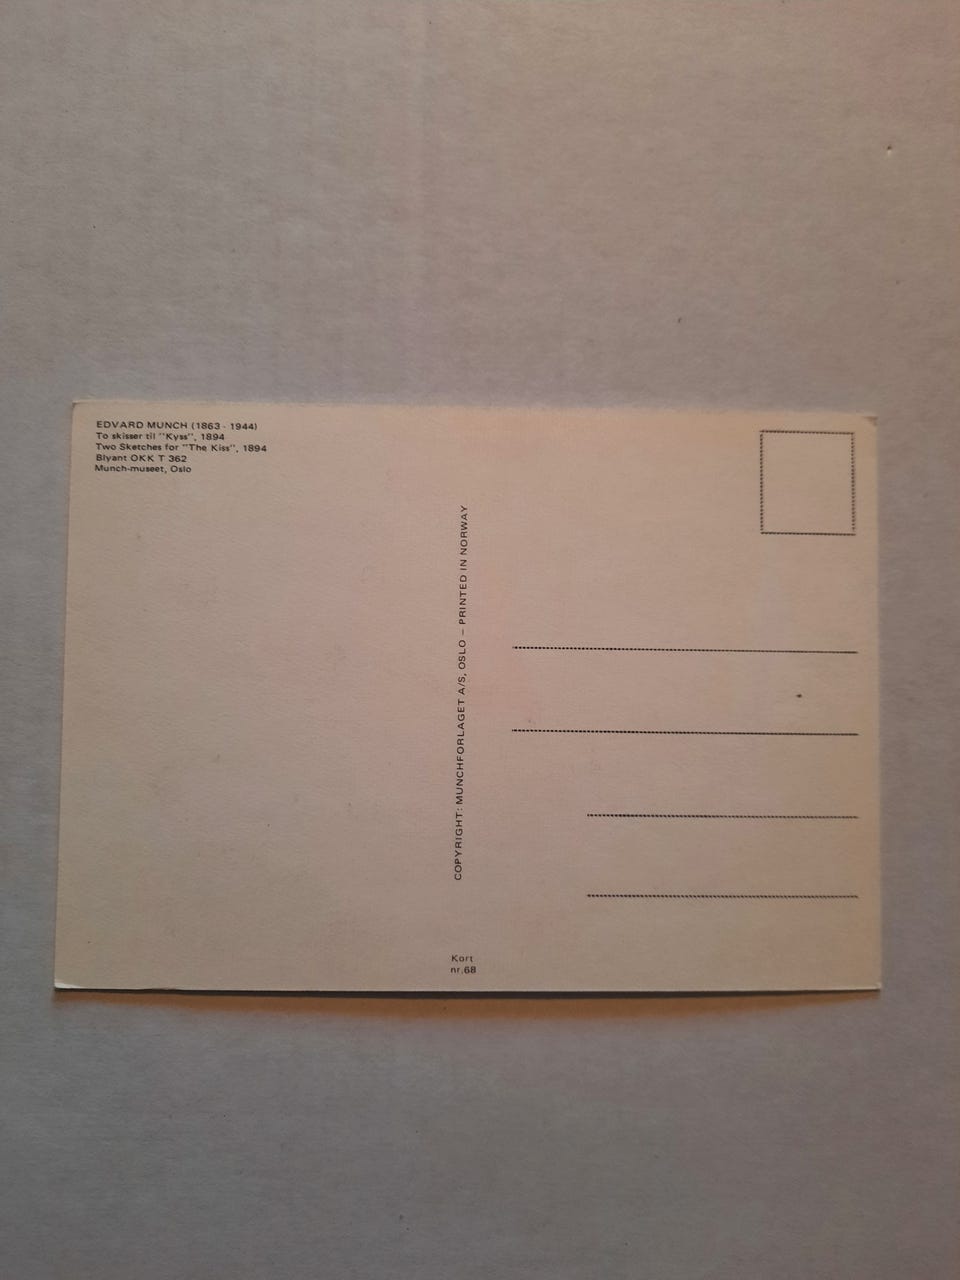 EDVARD MUNCH (1863 - 1944)
To skisser til "Kyss", 1894
Two Sketches for "The Kiss", 1894
Blyant OKK T 362
Munch-museet, Oslo
COPYRIGHT: MUNCHFORLAGET A/S, OSLO — PRINTED IN NORWAY
Kort
nr.68